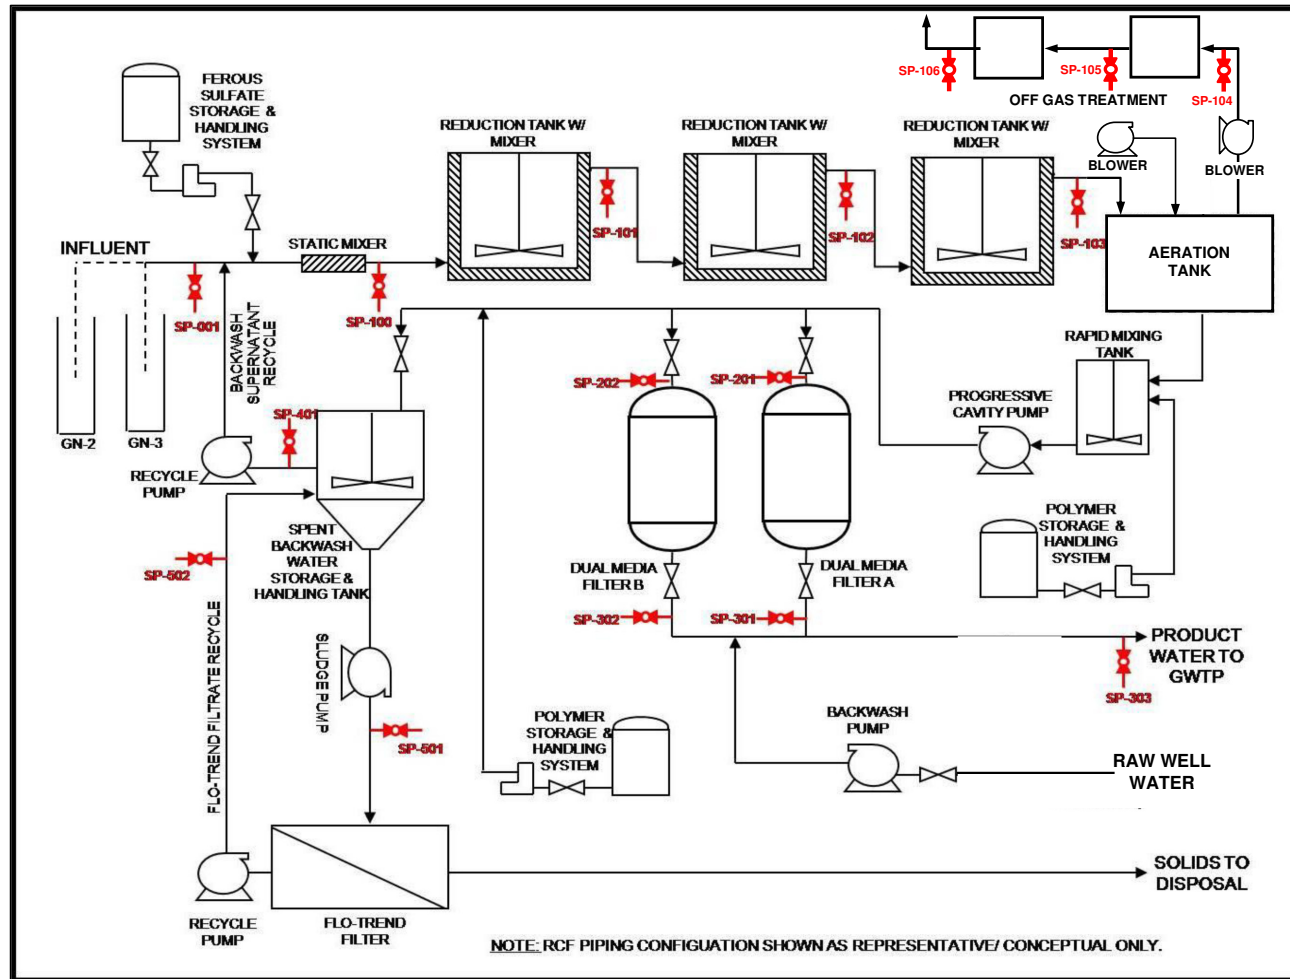 SP-106
SP-105
SP-104
OFF GAS TREATMENT
FEROUS
SULFATE
STORAGE &
HANDLING
SYSTEM
REDUCTION TANK W/
MIXER
REDUCTION TANK W/
MIXER
REDUCTION TANK W/
MIXER
BLOWER
BLOWER
INFLUENT
STATIC MIXER
SP-101
SP-102
SP-103
AERATION
TANK
SP-001
SP-100
BACKWASH
SUPERNATANT
RECYCLE
GN-2
GN-3
RAPID MIXING
TANK
SP-202
SP-201
PROGRESSIVE
CAVITY PUMP
SP-401
RECYCLE
PUMP
SPENT
BACKWASH
WATER
STORAGE &
HANDLING TANK
SP-502
DUAL MEDIA
FILTER B
DUAL MEDIA
FILTER A
POLYMER
STORAGE &
HANDLING
SYSTEM
SP-302
SP-301
PRODUCT
WATER TO
GWTP
SP-303
FLO-TREND FILTRATE RECYCLE
SLUDGE PUMP
SP-501
POLYMER
STORAGE &
HANDLING
SYSTEM
BACKWASH
PUMP
RAW WELL
WATER
SOLIDS TO
DISPOSAL
RECYCLE
PUMP
FLO-TREND
FILTER
NOTE: RCF PIPING CONFIGUATION SHOWN AS REPRESENTATIVE/ CONCEPTUAL ONLY.